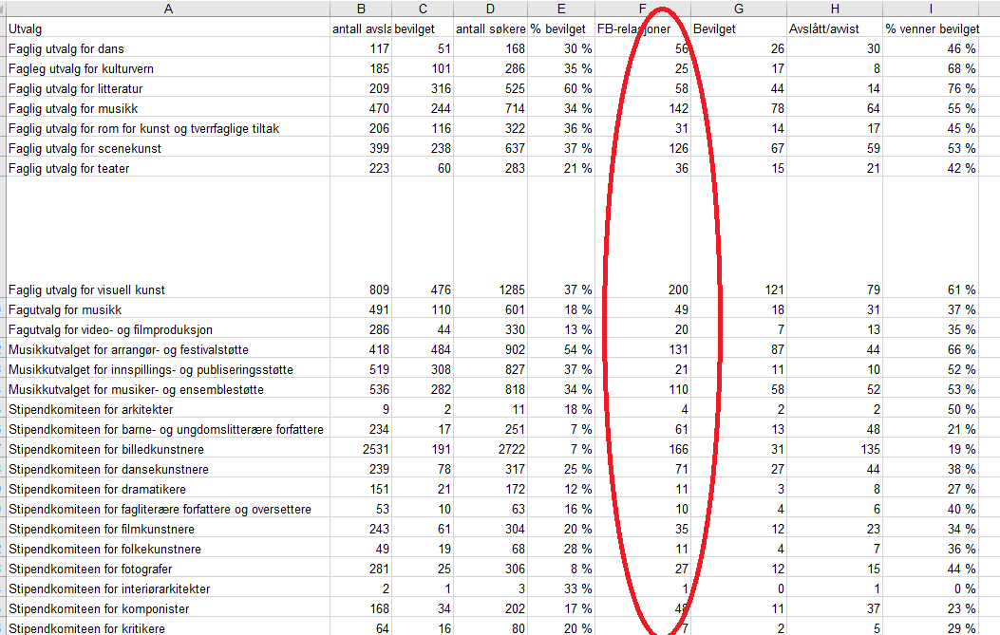 A B C D E F G H I
Utvalg antall avsla bevilget antall søkere % bevilget FB-relasjoner Bevilget Avslått/avvist % venner bevilget
Faglig utvalg for dans 117 51 168 30 % 56 26 30 46 %
Fagleg utvalg for kulturvern 185 101 286 35 % 25 17 8 68 %
Faglig utvalg for litteratur 209 316 525 60 % 58 44 14 76 %
Faglig utvalg for musikk 470 244 714 34 % 142 78 64 55 %
Faglig utvalg for rom for kunst og tverrfaglige tiltak 206 116 322 36 % 31 14 17 45 %
Faglig utvalg for scenekunst 399 238 637 37 % 126 67 59 53 %
Faglig utvalg for teater 223 60 283 21 % 36 15 21 42 %
Faglig utvalg for visuell kunst 809 476 1285 37 % 200 121 79 61 %
Fagutvalg for musikk 491 110 601 18 % 49 18 31 37 %
Fagutvalg for video- og filmproduksjon 286 44 330 13 % 20 7 13 35 %
Musikkutvalget for arrangør- og festivalstøtte 418 484 902 54 % 131 87 44 66 %
Musikkutvalget for innspillings- og publiseringsstøtte 519 308 827 37 % 21 11 10 52 %
Musikkutvalget for musiker- og ensemblestøtte 536 282 818 34 % 110 58 52 53 %
Stipendkomiteen for arkitekter 9 2 11 18 % 4 2 2 50 %
Stipendkomiteen for barne- og ungdomslitterære forfattere 234 17 251 7 % 61 13 48 21 %
Stipendkomiteen for billedkunstnere 2531 191 2722 7 % 166 31 135 19 %
Stipendkomiteen for dansekunstnere 239 78 317 25 % 71 27 44 38 %
Stipendkomiteen for dramatikere 151 21 172 12 % 11 3 8 27 %
Stipendkomiteen for fagliterære forfattere og oversettere 53 10 63 16 % 10 4 6 40 %
Stipendkomiteen for filmkunstnere 243 61 304 20 % 35 12 23 34 %
Stipendkomiteen for folkekunstnere 49 19 68 28 % 11 4 7 36 %
Stipendkomiteen for fotografer 281 25 306 8 % 27 12 15 44 %
Stipendkomiteen for interiørarkitekter 2 1 3 33 % 1 0 1 0 %
Stipendkomiteen for komponister 168 34 202 17 % 48 11 37 23 %
Stipendkomiteen for kritikere 64 16 80 20 % 7 2 5 29 %